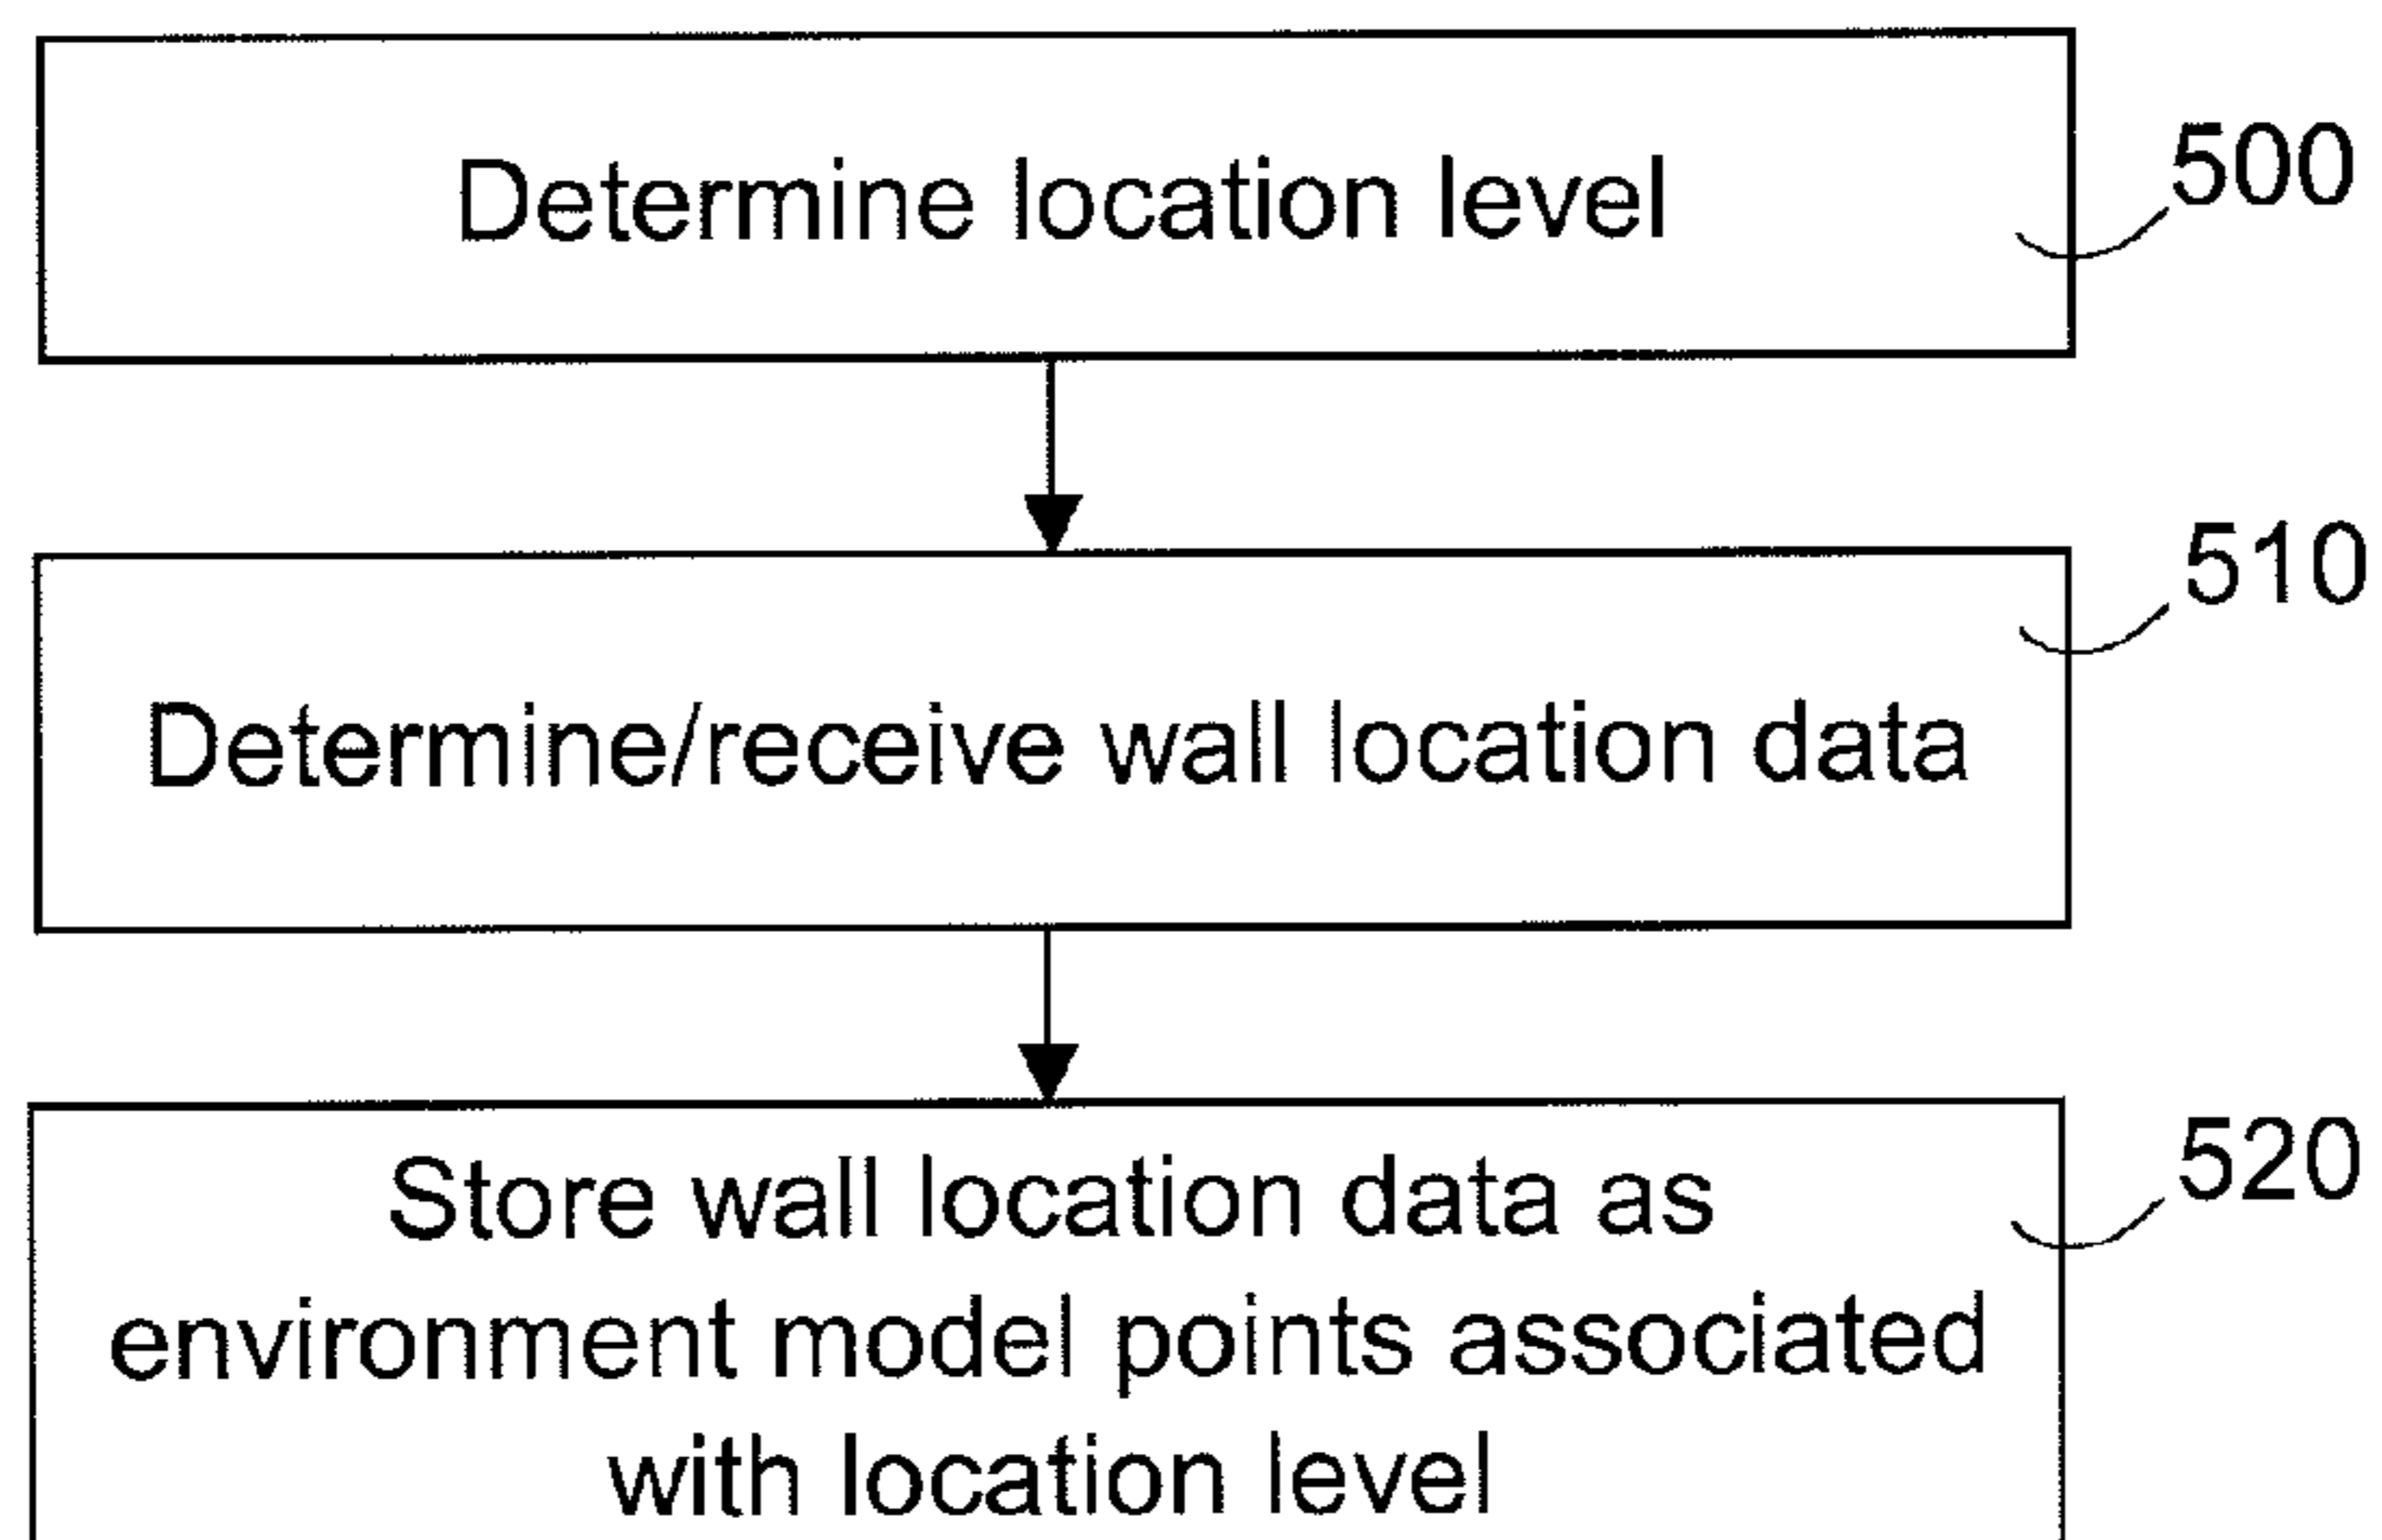 Determine location level
500
510
Determine/receive wall location data
520
Store wall location data as
environment model points associated
with location level